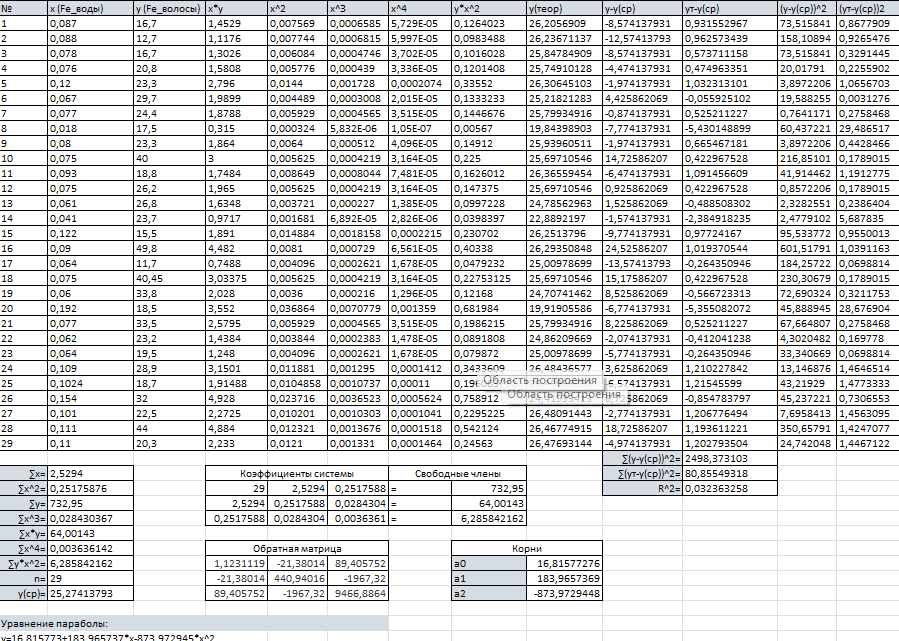 № x (Fe_воды) y (Fe_волосы) x*y x^2 x^3 x^4 y*x^2 y(теор) y-y(ср) yт-y(ср) (y-y(ср))^2 (yт-y(ср))2
1 0,087 16,7 1,4529 0,007569 0,0006585 5,729E-05 0,1264023 26,2056909 -8,574137931 0,931552967 73,515841 0,8677909
2 0,088 12,7 1,1176 0,007744 0,0006815 5,997E-05 0,0983488 26,23671137 -12,57413793 0,962573439 158,10894 0,9265476
3 0,078 16,7 1,3026 0,006084 0,0004746 3,702E-05 0,1016028 25,84784909 -8,574137931 0,573711158 73,515841 0,3291445
4 0,076 20,8 1,5808 0,005776 0,000439 3,336E-05 0,1201408 25,74910128 -4,474137931 0,474963351 20,01791 0,2255902
5 0,12 23,3 2,796 0,0144 0,001728 0,0002074 0,33552 26,30645103 -1,974137931 1,032313101 3,8972206 1,0656703
6 0,067 29,7 1,9899 0,004489 0,0003008 2,015E-05 0,1333233 25,21821283 4,425862069 -0,055925102 19,588255 0,0031276
7 0,077 24,4 1,8788 0,005929 0,0004565 3,515E-05 0,1446676 25,79934916 -0,874137931 0,525211227 0,7641171 0,2758468
8 0,018 17,5 0,315 0,000324 5,832E-06 1,05E-07 0,00567 19,84398903 -7,774137931 -5,430148899 60,437221 29,486517
9 0,08 23,3 1,864 0,0064 0,000512 4,096E-05 0,14912 25,93960511 -1,974137931 0,665467181 3,8972206 0,4428466
10 0,075 40 3 0,005625 0,0004219 3,164E-05 0,225 25,69710546 14,72586207 0,422967528 216,85101 0,1789015
11 0,093 18,8 1,7484 0,008649 0,0008044 7,481E-05 0,1626012 26,36559454 -6,474137931 1,091456609 41,914462 1,1912775
12 0,075 26,2 1,965 0,005625 0,0004219 3,164E-05 0,147375 25,69710546 0,925862069 0,422967528 0,8572206 0,1789015
13 0,061 26,8 1,6348 0,003721 0,000227 1,385E-05 0,0997228 24,78562963 1,525862069 -0,488508302 2,3282551 0,2386404
14 0,041 23,7 0,9717 0,001681 6,892E-05 2,826E-06 0,0398397 22,8892197 -1,574137931 -2,384918235 2,4779102 5,687835
15 0,122 15,5 1,891 0,014884 0,0018158 0,0002215 0,230702 26,2513796 -9,774137931 0,97724167 95,533772 0,9550013
16 0,09 49,8 4,482 0,0081 0,000729 6,561E-05 0,40338 26,29350848 24,52586207 1,019370544 601,51791 1,0391163
17 0,064 11,7 0,7488 0,004096 0,0002621 1,678E-05 0,0479232 25,00978699 -13,57413793 -0,264350946 184,25722 0,0698814
18 0,075 40,45 3,03375 0,005625 0,0004219 3,164E-05 0,22753125 25,69710546 15,17586207 0,422967528 230,30679 0,1789015
19 0,06 33,8 2,028 0,0036 0,000216 1,296E-05 0,12168 24,70741462 8,525862069 -0,566723313 72,690324 0,3211753
20 0,192 18,5 3,552 0,036864 0,0070779 0,001359 0,681984 19,91905586 -6,774137931 -5,355082072 45,888945 28,676904
21 0,077 33,5 2,5795 0,005929 0,0004565 3,515E-05 0,1986215 25,79934916 8,225862069 0,525211227 67,664807 0,2758468
22 0,062 23,2 1,4384 0,003844 0,0002383 1,478E-05 0,0891808 24,86209669 -2,074137931 -0,412041238 4,3020482 0,169778
23 0,064 19,5 1,248 0,004096 0,0002621 1,678E-05 0,079872 25,00978699 -5,774137931 -0,264350946 33,340669 0,0698814
24 0,109 28,9 3,1501 0,011881 0,001295 0,0001412 0,3433609 26,48436577 3,625862069 1,210227842 13,146876 1,4646514
25 0,1024 18,7 1,91488 0,0104858 0,0010737 0,00011 Область построения 1,21545599 43,21929 1,4773333
26 0,154 32 4,928 0,023716 0,0036523 0,0005624 0,758912 Область построения -0,854783797 45,237221 0,7306553
27 0,101 22,5 2,2725 0,010201 0,0010303 0,0001041 0,2295225 26,48091443 -2,774137931 1,206776494 7,6958413 1,4563095
28 0,111 44 4,884 0,012321 0,0013676 0,0001518 0,542124 26,46774915 18,72586207 1,193611221 350,65791 1,4247077
29 0,11 20,3 2,233 0,0121 0,001331 0,0001464 0,24563 26,47693144 -4,974137931 1,202793504 24,742048 1,4467122
∑(y-y(ср))^2= 2498,373103
∑x= 2,5294 Коэффициенты системы Свободные члены ∑(yт-y(ср))^2= 80,85549318
∑x^2= 0,25175876 29 2,5294 0,2517588 = 732,95 R^2= 0,032363258
∑y= 732,95 2,5294 0,2517588 0,0284304 = 64,00143
∑x^3= 0,028430367 0,2517588 0,0284304 0,0036361 = 6,285842162
∑x*y= 64,00143
∑x^4= 0,003636142 Обратная матрица Корни
∑y*x^2= 6,285842162 1,1231119 -21,38014 89,405752 a0 16,81577276
n= 29 -21,38014 440,94016 -1967,32 a1 183,9657369
y(ср)= 25,27413793 89,405752 -1967,32 9466,8864 a2 -873,9729448
Уравнение параболы:
y=16,815773+183,965737*x-873,972945*x^2